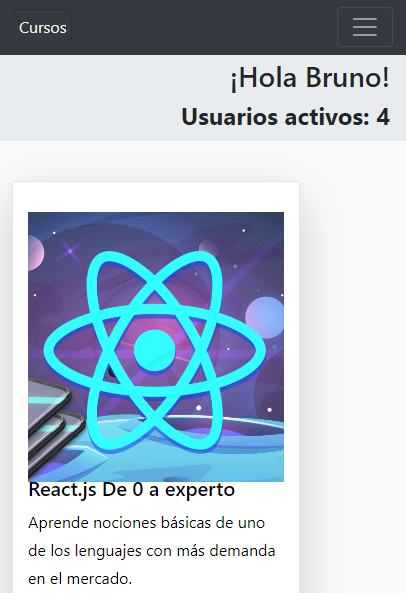 Cursos
¡Hola Bruno!
Usuarios activos: 4
React.js De 0 a experto
Aprende nociones básicas de uno
de los lenguajes con más demanda
en el mercado.